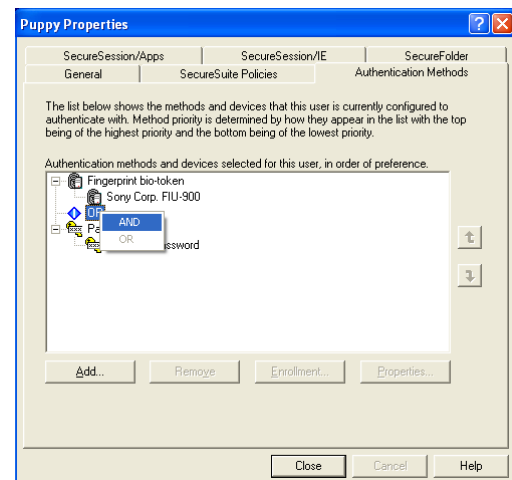 Puppy Properties
SecureSession/Apps SecureSession/IE SecureFolder
General SecureSuite Policies Authentication Methods
The list below shows the methods and devices that this user is currently configured to
authenticate with. Method priority is determined by how they appear in the list with the top
being of the highest priority and the bottom being of the lowest priority.
Authentication methods and devices selected for this user, in order of preference.
Fingerprint bio-token
Sony Corp. FIU-900
AND
OR
Add... Remove Enrollment... Properties...
Close Cancel Help